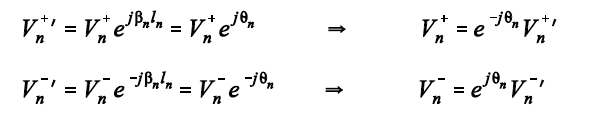 V_n^+′ = V_n^+ e^{jβ_n l_n} = V_n^+ e^{jθ_n} ⇒ V_n^+ = e^{-jθ_n} V_n^+′
V_n^-′ = V_n^- e^{-jβ_n l_n} = V_n^- e^{-jθ_n} ⇒ V_n^- = e^{jθ_n} V_n^-′